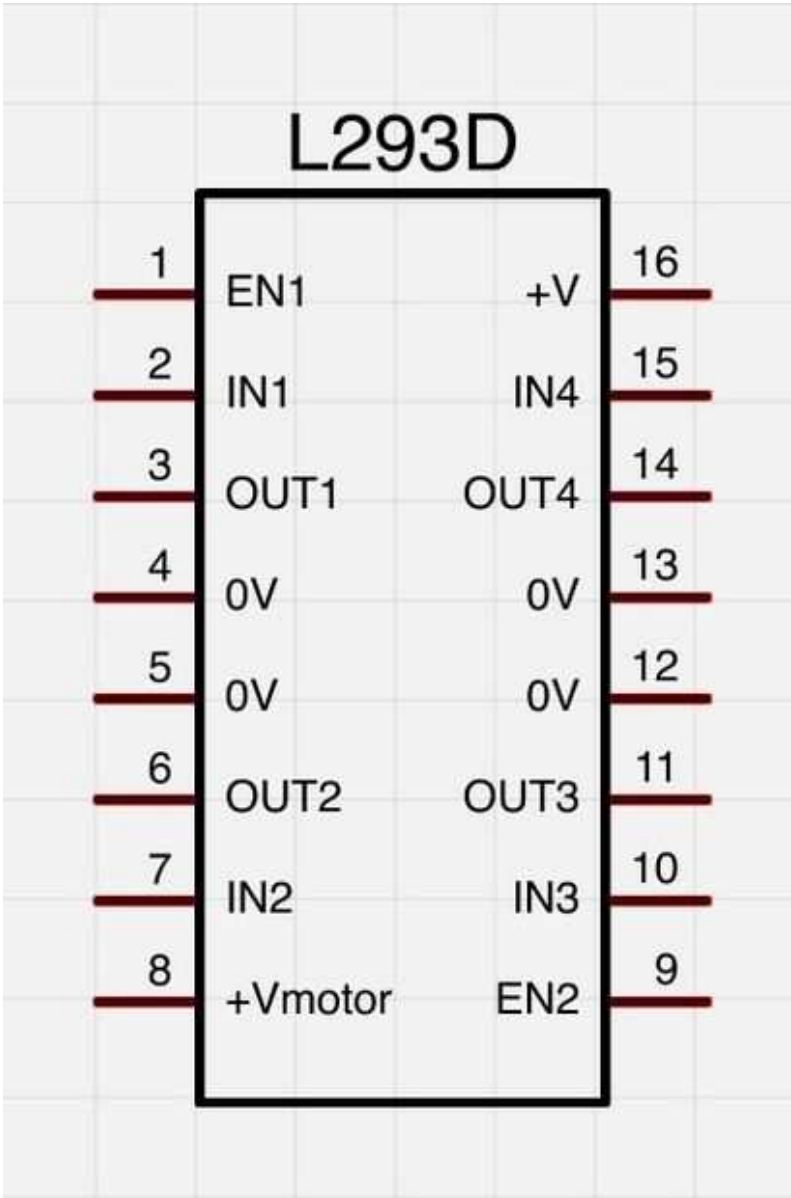 L293D
1 EN1 +V 16
2 IN1 IN4 15
3 OUT1 OUT4 14
4 0V 0V 13
5 0V 0V 12
6 OUT2 OUT3 11
7 IN2 IN3 10
8 +Vmotor EN2 9